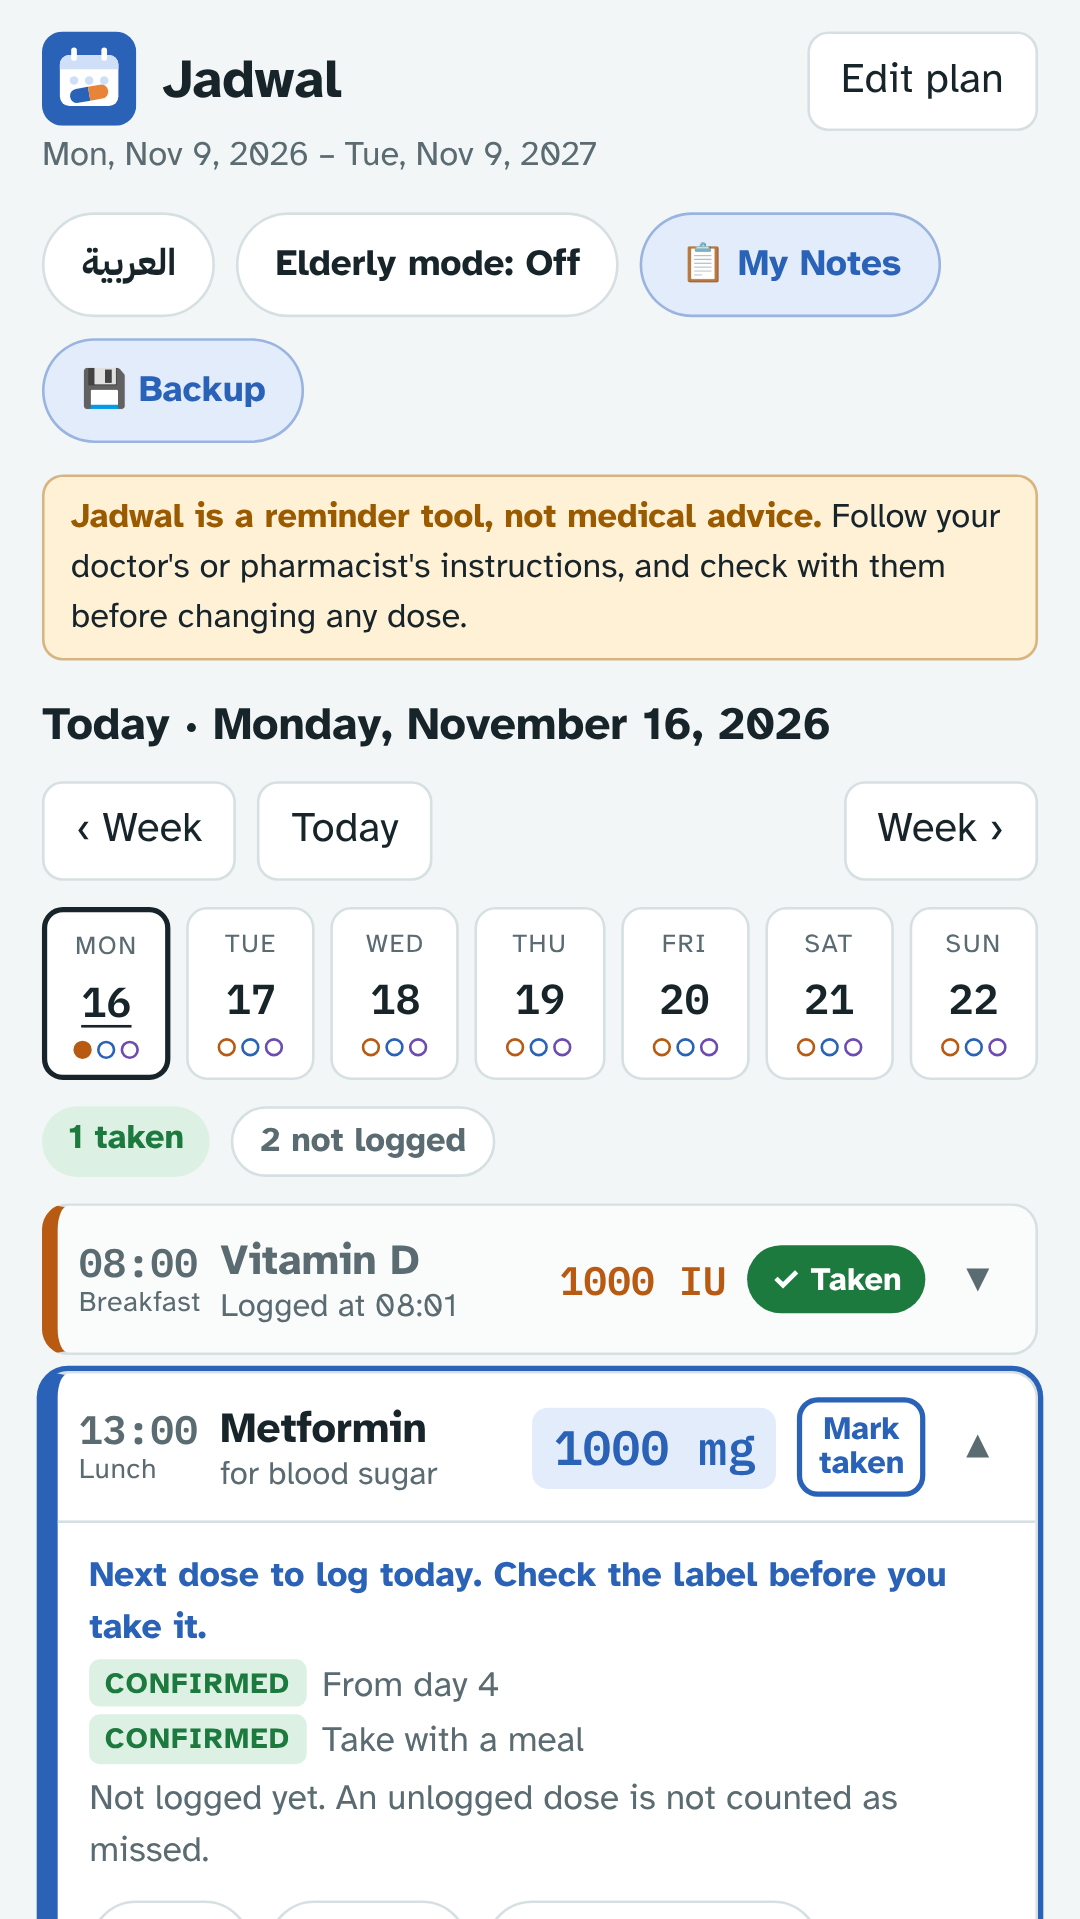 Jadwal
Edit plan
Mon, Nov 9, 2026 – Tue, Nov 9, 2027
العربية
Elderly mode: Off
📋 My Notes
💾 Backup
Jadwal is a reminder tool, not medical advice. Follow your
doctor's or pharmacist's instructions, and check with them
before changing any dose.
Today · Monday, November 16, 2026
‹ Week
Today
Week ›
MON TUE WED THU FRI SAT SUN
16 17 18 19 20 21 22
1 taken
2 not logged
08:00 Vitamin D
Breakfast Logged at 08:01
1000 IU
✓ Taken
▼
13:00 Metformin
Lunch for blood sugar
1000 mg
Mark
taken
▲
Next dose to log today. Check the label before you
take it.
CONFIRMED From day 4
CONFIRMED Take with a meal
Not logged yet. An unlogged dose is not counted as
missed.